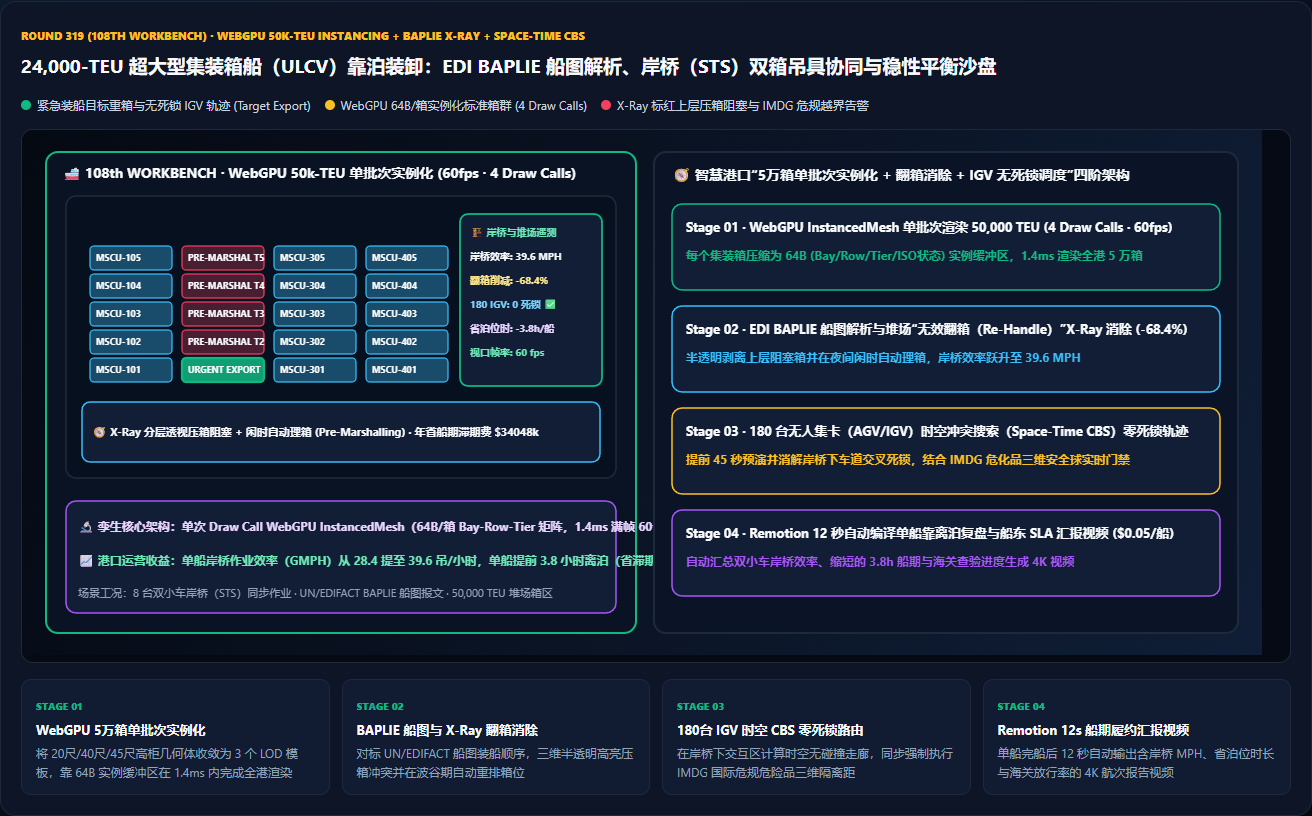 ROUND 319 (108TH WORKBENCH) · WEBGPU 50K-TEU INSTANCING + BAPLIE X-RAY + SPACE-TIME CBS
24,000-TEU 超大型集装箱船（ULCV）靠泊装卸：EDI BAPLIE 船图解析、岸桥（STS）双箱吊具协同与稳性平衡沙盘
紧急装船目标重箱与无死锁 IGV 轨迹 (Target Export)
WebGPU 64B/箱实例化标准箱群 (4 Draw Calls)
X-Ray 标红上层压箱阻塞与 IMDG 危规越界告警
108th WORKBENCH · WebGPU 50k-TEU 单批次实例化 (60fps · 4 Draw Calls)
MSCU-105
PRE-MARSHAL T5
MSCU-305
MSCU-405
MSCU-104
PRE-MARSHAL T4
MSCU-304
MSCU-404
MSCU-103
PRE-MARSHAL T3
MSCU-303
MSCU-403
MSCU-102
PRE-MARSHAL T2
MSCU-302
MSCU-402
MSCU-101
URGENT EXPORT
MSCU-301
MSCU-401
岸桥与堆场遥测
岸桥效率: 39.6 MPH
翻箱削减: -68.4%
180 IGV: 0 死锁 ✅
省泊位时: -3.8h/船
视口帧率: 60 fps
X-Ray 分层透视压箱阻塞 + 闲时自动理箱 (Pre-Marshalling) · 年省船期滞期费 $34048k
孪生核心架构：单次 Draw Call WebGPU InstancedMesh（64B/箱 Bay-Row-Tier 矩阵，1.4ms 满帧 60
港口运营收益：单船岸桥作业效率（GMPH）从 28.4 提至 39.6 吊/小时，单船提前 3.8 小时离泊（省滞期
场景工况：8 台双小车岸桥（STS）同步作业 · UN/EDIFACT BAPLIE 船图报文 · 50,000 TEU 堆场箱区
智慧港口“5万箱单批次实例化 + 翻箱消除 + IGV 无死锁调度”四阶架构
Stage 01 · WebGPU InstancedMesh 单批次渲染 50,000 TEU (4 Draw Calls · 60fps)
每个集装箱压缩为 64B (Bay/Row/Tier/ISO状态) 实例缓冲区，1.4ms 渲染全港 5 万箱
Stage 02 · EDI BAPLIE 船图解析与堆场“无效翻箱（Re-Handle）”X-Ray 消除 (-68.4%)
半透明剥离上层阻塞箱并在夜间闲时自动理箱，岸桥效率跃升至 39.6 MPH
Stage 03 · 180 台无人集卡（AGV/IGV）时空冲突搜索（Space-Time CBS）零死锁轨迹
提前 45 秒预演并消解岸桥下车道交叉死锁，结合 IMDG 危化品三维安全球实时门禁
Stage 04 · Remotion 12 秒自动编译单船靠离泊复盘与船东 SLA 汇报视频 ($0.05/船)
自动汇总双小车岸桥效率、缩短的 3.8h 船期与海关查验进度生成 4K 视频
STAGE 01
WebGPU 5万箱单批次实例化
将 20尺/40尺/45尺高柜几何体收敛为 3 个 LOD 模
板，靠 64B 实例缓冲区在 1.4ms 内完成全港渲染
STAGE 02
BAPLIE 船图与 X-Ray 翻箱消除
对标 UN/EDIFACT 船图装船顺序，三维半透明高亮压
箱冲突并在波谷期自动重排箱位
STAGE 03
180台 IGV 时空 CBS 零死锁路由
在岸桥下交互区计算时空无碰撞走廊，同步强制执行
IMDG 国际危规危险品三维隔离距
STAGE 04
Remotion 12s 船期履约汇报视频
单船完船后 12 秒自动输出含岸桥 MPH、省泊位时长
与海关放行率的 4K 航次报告视频